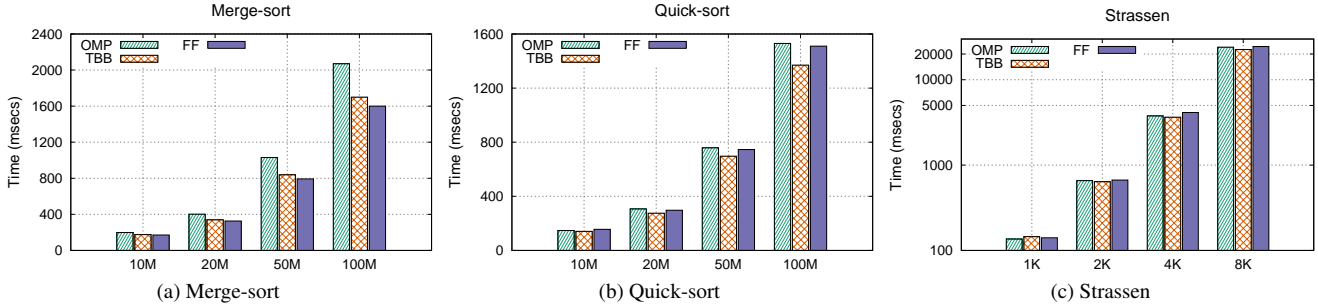 Merge-sort
Time (msecs)
2400
2000
1600
1200
800
400
0
OMP
TBB
FF
10M 20M 50M 100M
(a) Merge-sort
Quick-sort
Time (msecs)
1600
1200
800
400
0
OMP
TBB
FF
10M 20M 50M 100M
(b) Quick-sort
Strassen
Time (msecs)
20000
10000
5000
1000
100
OMP
TBB
FF
1K 2K 4K 8K
(c) Strassen